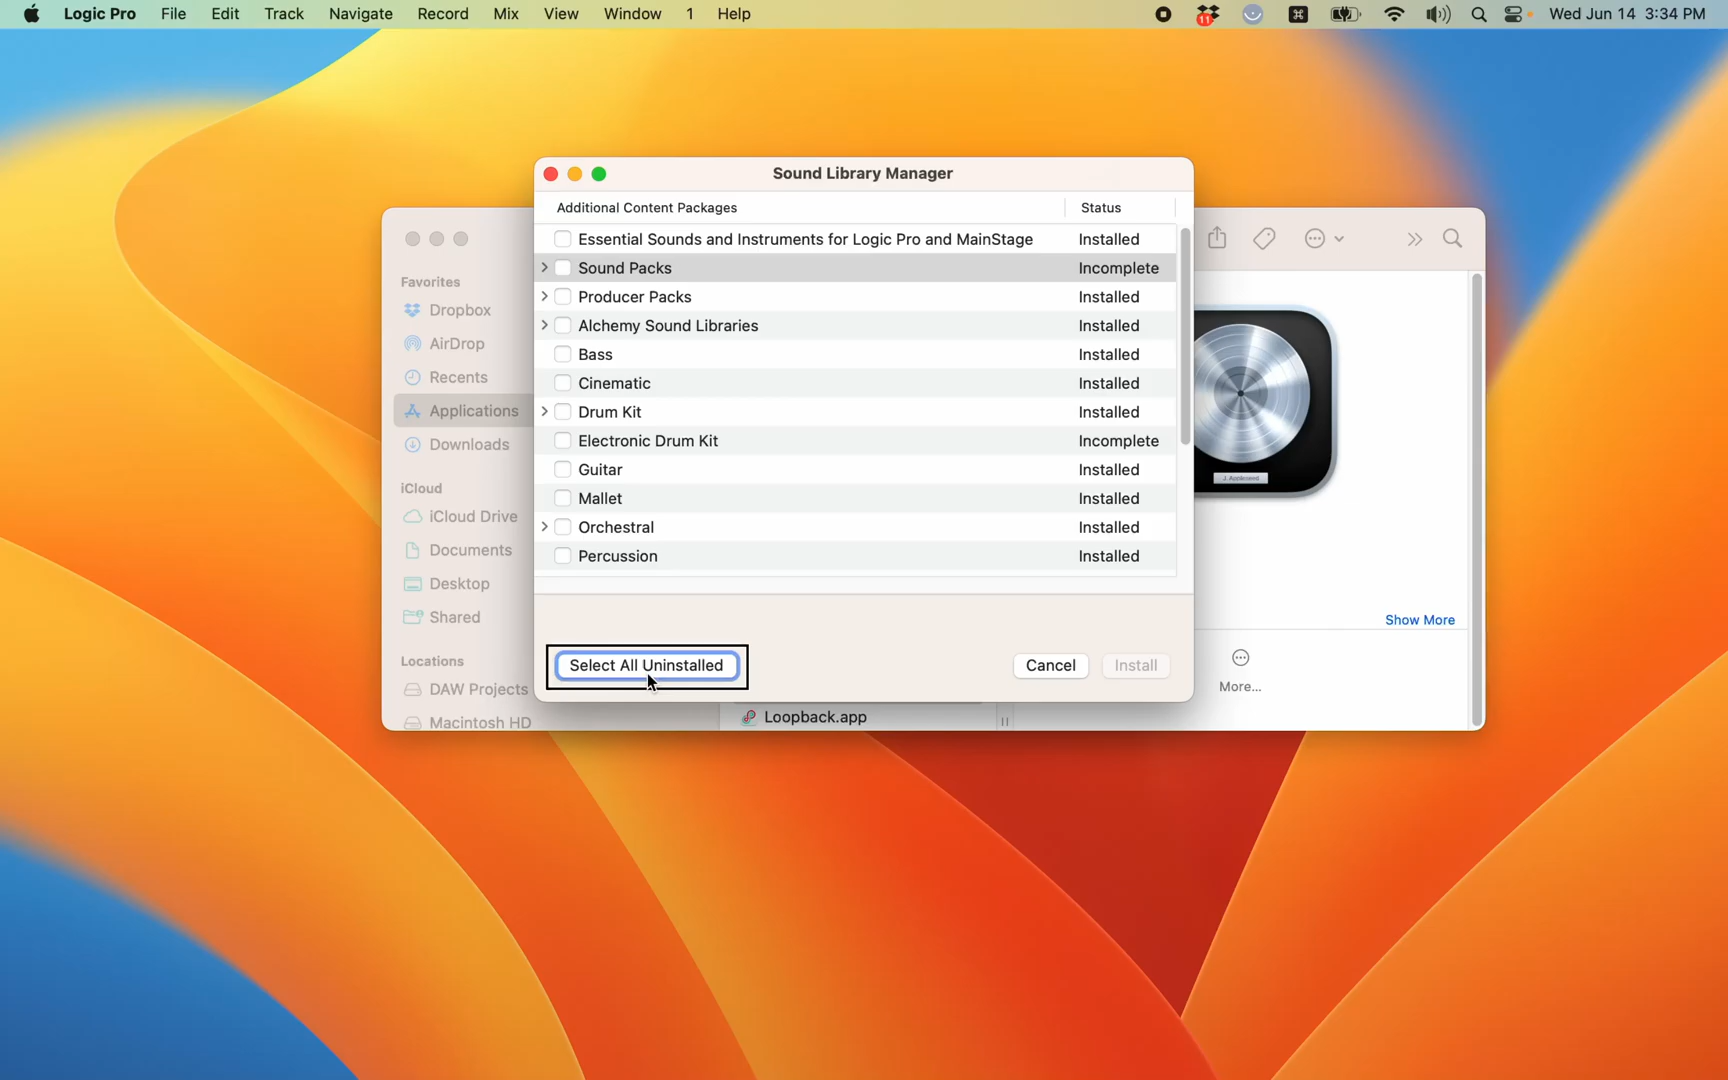 Logic Pro File Edit Track Navigate Record Mix View Window 1 Help 11 Wed Jun 14 3:34 PM
Sound Library Manager
Additional Content Packages Status
Essential Sounds and Instruments for Logic Pro and MainStage Installed
Sound Packs Incomplete
Producer Packs Installed
Alchemy Sound Libraries Installed
Bass Installed
Cinematic Installed
Drum Kit Installed
Electronic Drum Kit Incomplete
Guitar Installed
Mallet Installed
Orchestral Installed
Percussion Installed
Select All Uninstalled Cancel Install
Favorites
Dropbox
AirDrop
Recents
Applications
Downloads
iCloud
iCloud Drive
Documents
Desktop
Shared
Locations
DAW Projects
Macintosh HD
Loopback.app
J. Appleseed
Show More
More...